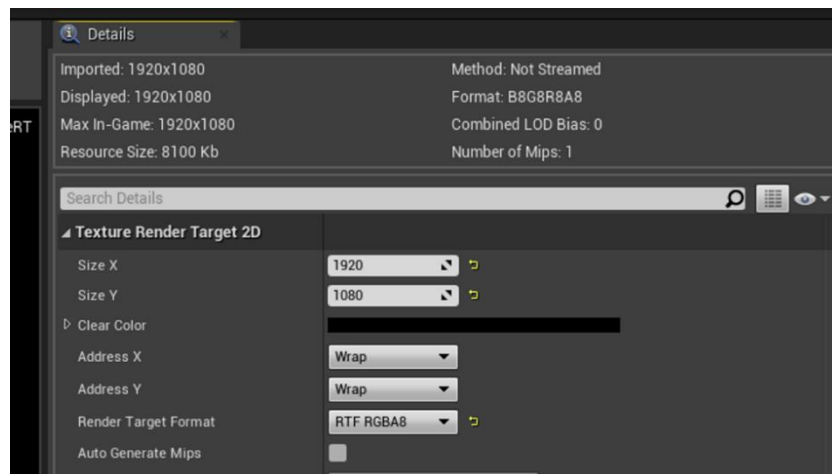 Details
Imported: 1920x1080 Method: Not Streamed
Displayed: 1920x1080 Format: B8G8R8A8
Max In-Game: 1920x1080 Combined LOD Bias: 0
Resource Size: 8100 Kb Number of Mips: 1
eRT
Search Details
Texture Render Target 2D
Size X 1920
Size Y 1080
Clear Color
Address X Wrap
Address Y Wrap
Render Target Format RTF RGBA8
Auto Generate Mips